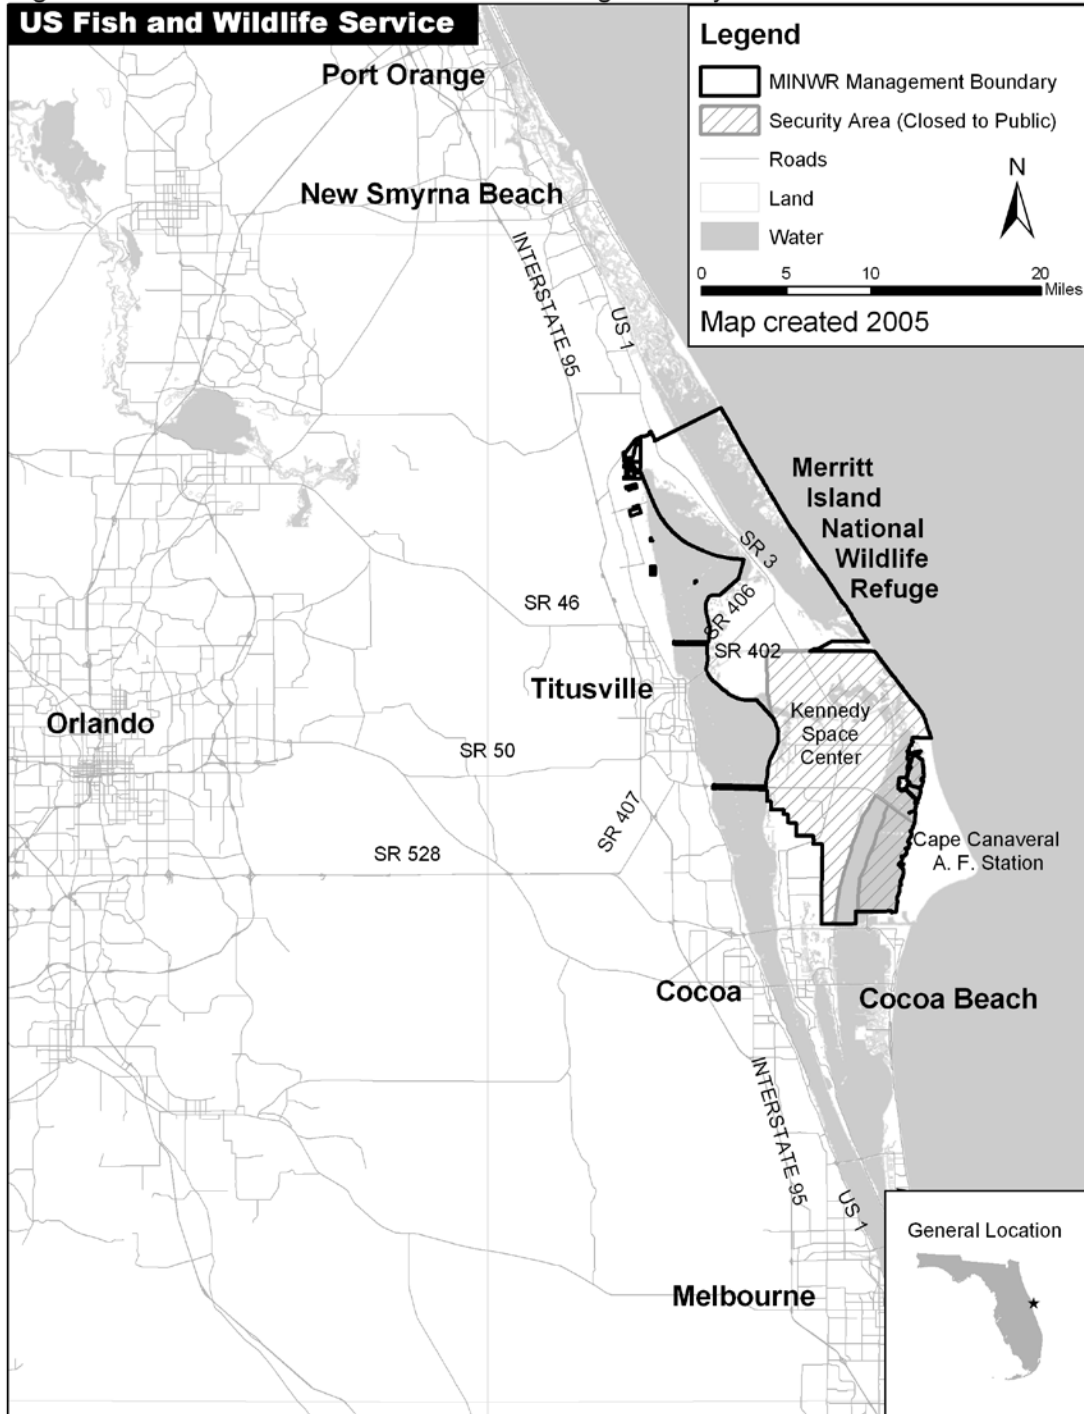 US Fish and Wildlife Service
Legend
MINWR Management Boundary
Security Area (Closed to Public)
Roads
Land
Water
N
0 5 10 20
Miles
Map created 2005
Port Orange
New Smyrna Beach
INTERSTATE 95
US 1
Merritt
Island
National
Wildlife
Refuge
SR 3
SR 406
SR 46
SR 402
Titusville
Kennedy
Space
Center
Orlando
SR 50
SR 407
SR 528
Cape Canaveral
A. F. Station
Cocoa
Cocoa Beach
INTERSTATE 95
US 1
Melbourne
General Location